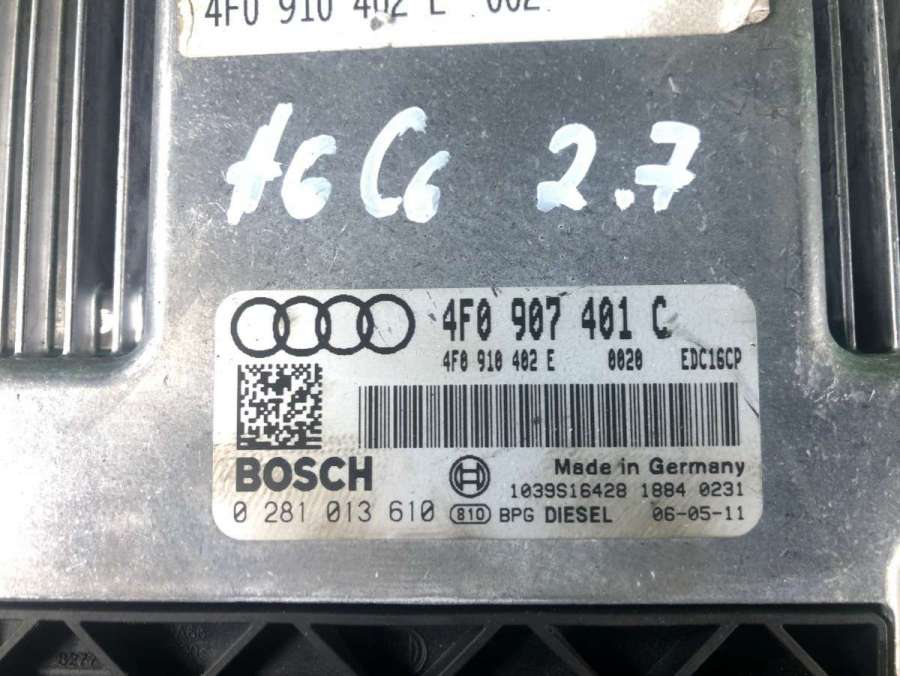 4F0 910 402 E 002
A6 C6 2.7
4F0 907 401 C
4F0 910 402 E 0020 EDC16CP
BOSCH
Made in Germany
1039S16428 1884 0231
0 281 013 610 810 BPG DIESEL 06-05-11
0277